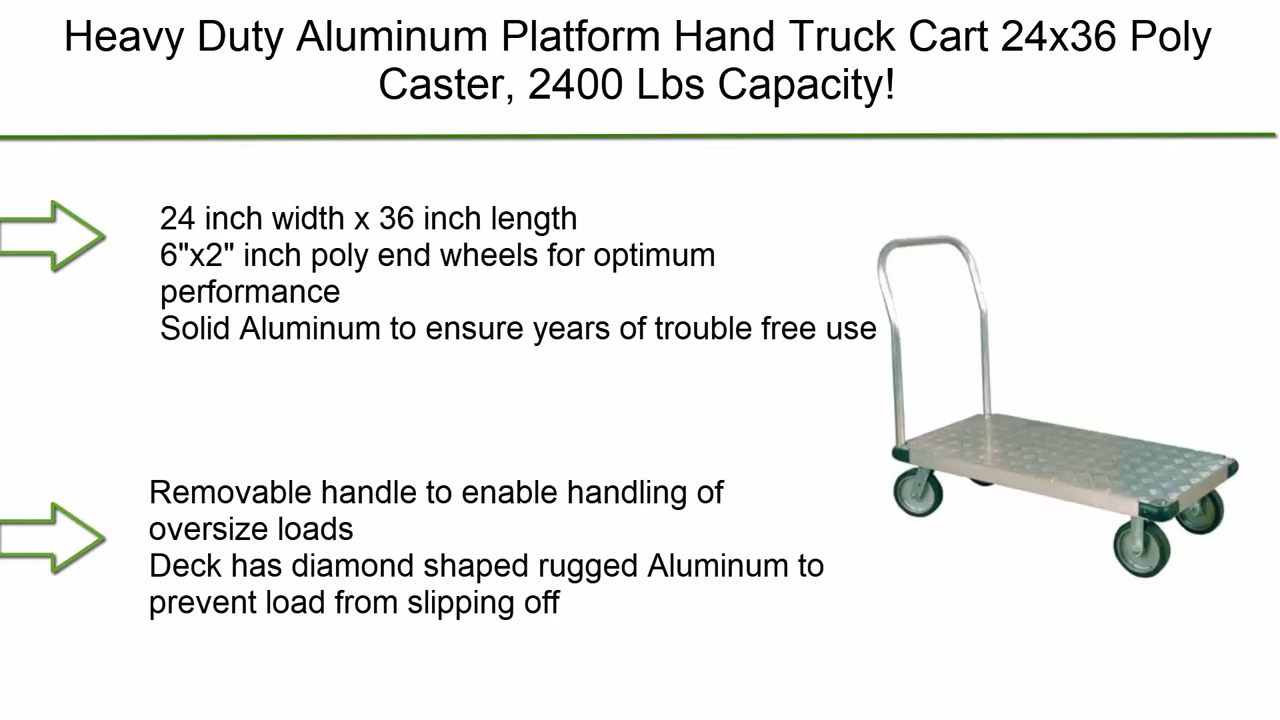 Heavy Duty Aluminum Platform Hand Truck Cart 24x36 Poly
Caster, 2400 Lbs Capacity!
24 inch width x 36 inch length
6"x2" inch poly end wheels for optimum
performance
Solid Aluminum to ensure years of trouble free use
Removable handle to enable handling of
oversize loads
Deck has diamond shaped rugged Aluminum to
prevent load from slipping off